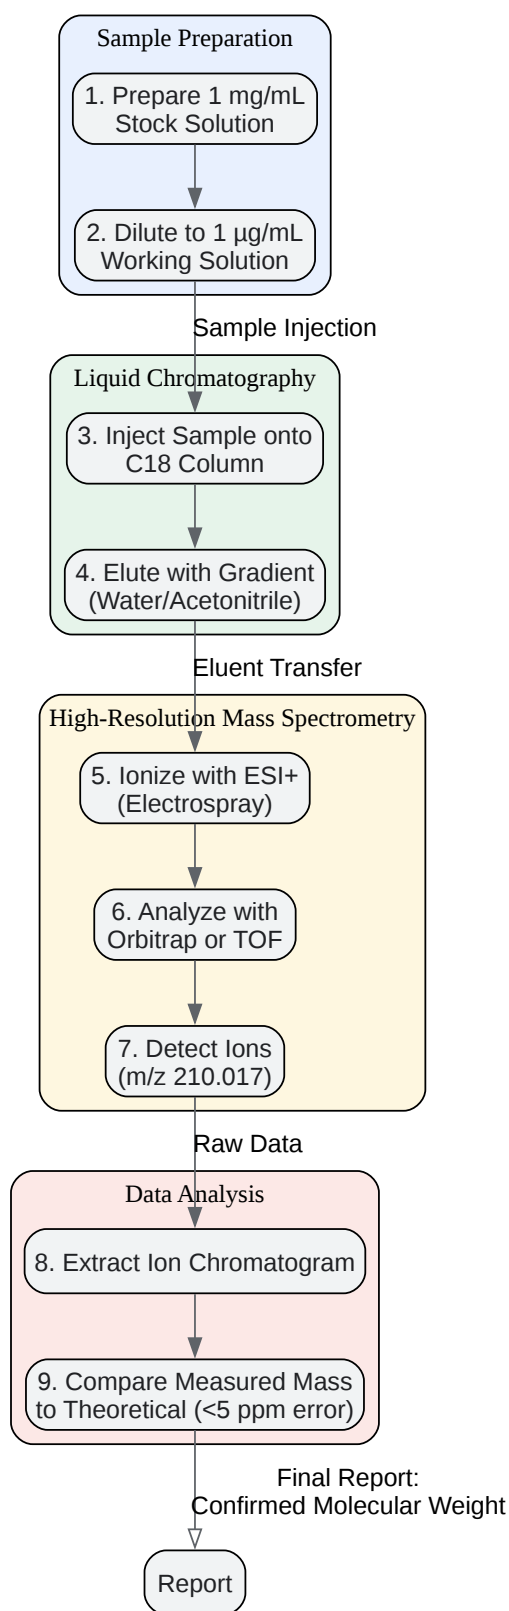 Sample Preparation
1. Prepare 1 mg/mL
Stock Solution
2. Dilute to 1 µg/mL
Working Solution
Sample Injection
Liquid Chromatography
3. Inject Sample onto
C18 Column
4. Elute with Gradient
(Water/Acetonitrile)
Eluent Transfer
High-Resolution Mass Spectrometry
5. Ionize with ESI+
(Electrospray)
6. Analyze with
Orbitrap or TOF
7. Detect Ions
(m/z 210.017)
Raw Data
Data Analysis
8. Extract Ion Chromatogram
9. Compare Measured Mass
to Theoretical (<5 ppm error)
Final Report:
Confirmed Molecular Weight
Report